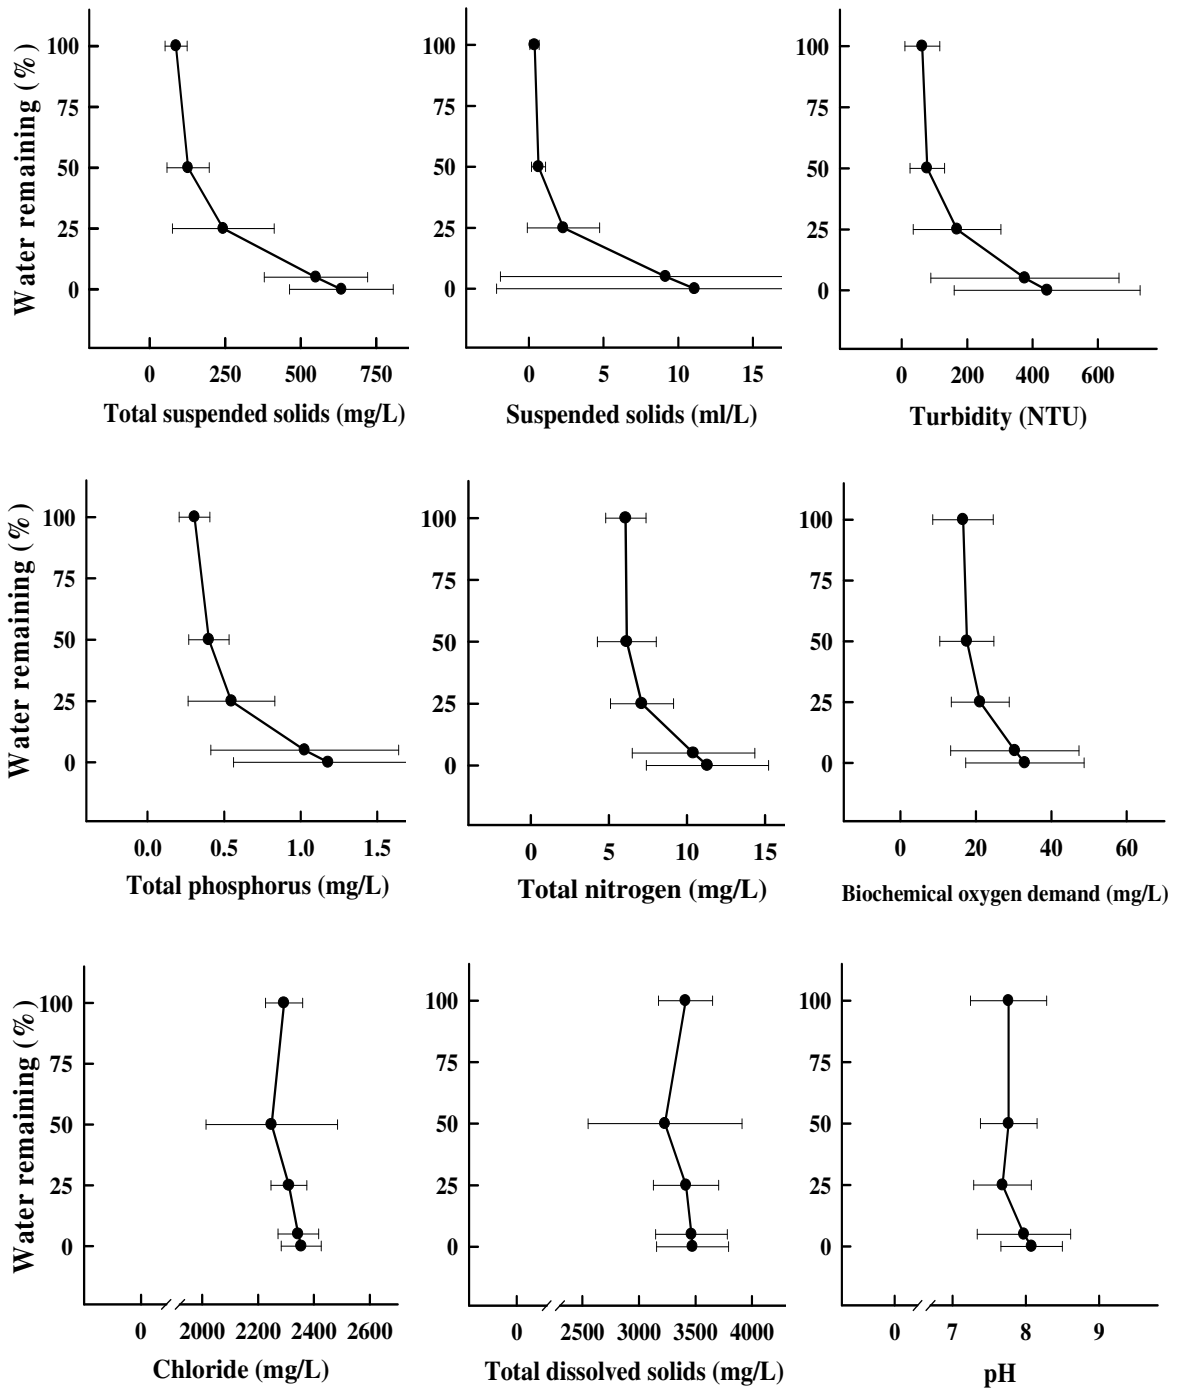 Water remaining (%)
100
75
50
25
0
0 250 500 750
Total suspended solids (mg/L)
100
75
50
25
0
0 5 10 15
Suspended solids (ml/L)
100
75
50
25
0
0 200 400 600
Turbidity (NTU)
Water remaining (%)
100
75
50
25
0
0.0 0.5 1.0 1.5
Total phosphorus (mg/L)
100
75
50
25
0
0 5 10 15
Total nitrogen (mg/L)
100
75
50
25
0
0 20 40 60
Biochemical oxygen demand (mg/L)
Water remaining (%)
100
75
50
25
0
0 2000 2200 2400 2600
Chloride (mg/L)
100
75
50
25
0
0 2500 3000 3500 4000
Total dissolved solids (mg/L)
100
75
50
25
0
0 7 8 9
pH